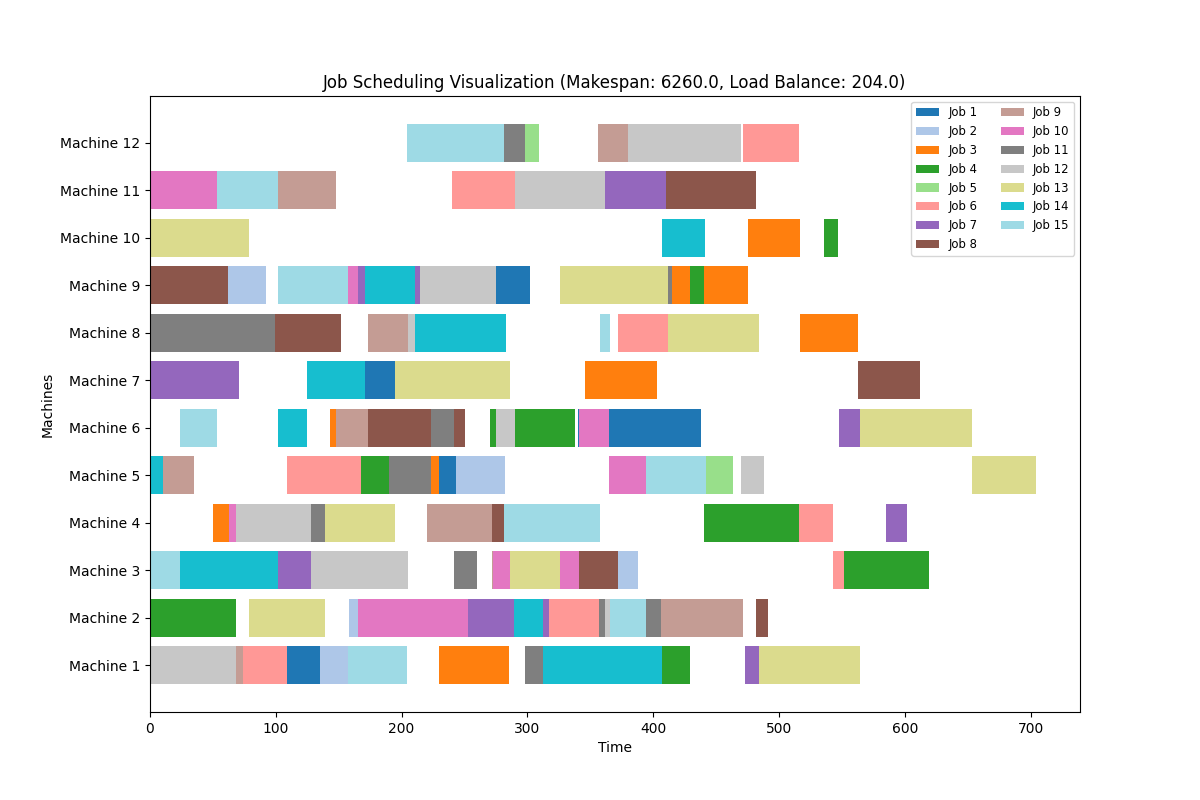 Job Scheduling Visualization (Makespan: 6260.0, Load Balance: 204.0)
Machine 12
Machine 11
Machine 10
Machine 9
Machine 8
Machine 7
Machine 6
Machine 5
Machine 4
Machine 3
Machine 2
Machine 1
Machines
0 100 200 300 400 500 600 700
Time
Job 1
Job 2
Job 3
Job 4
Job 5
Job 6
Job 7
Job 8
Job 9
Job 10
Job 11
Job 12
Job 13
Job 14
Job 15